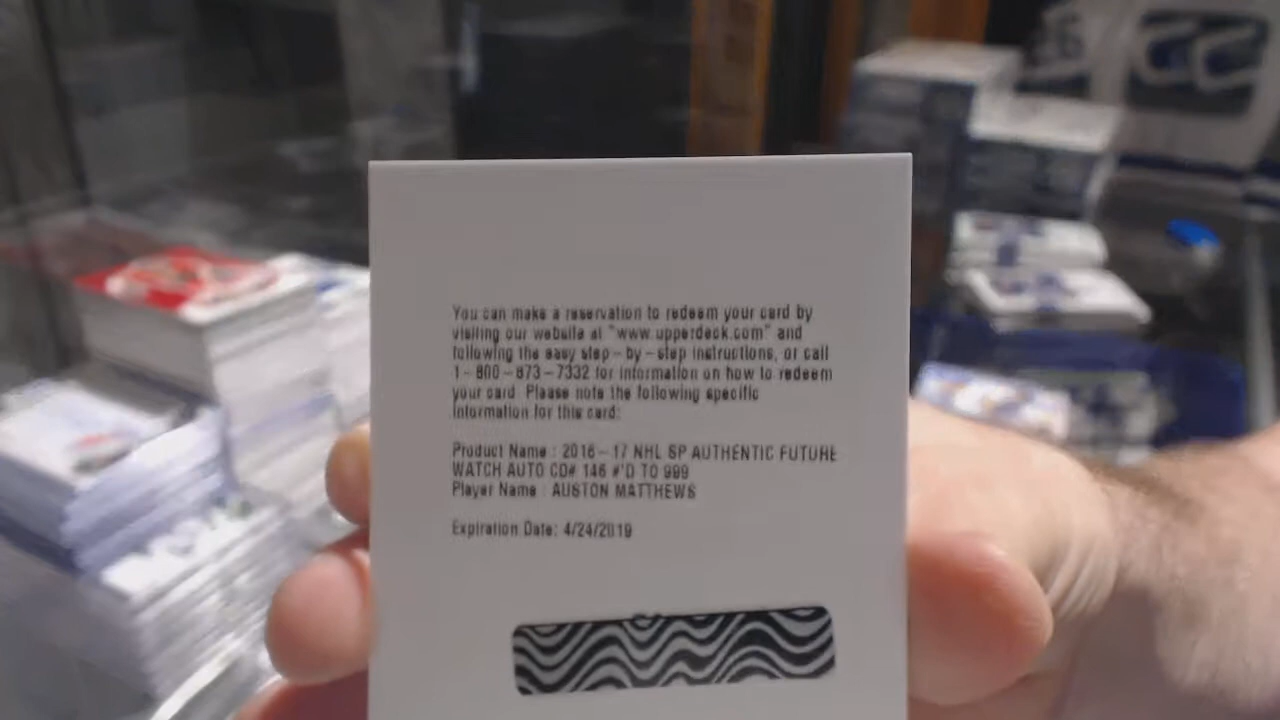 You can make a reservation to redeem your card by
visiting our website at "www.upperdeck.com" and
following the easy step-by-step instructions, or call
1-800-873-7332 for information on how to redeem
your card. Please note the following specific
information for this card:
Product Name : 2016-17 NHL SP AUTHENTIC FUTURE
WATCH AUTO CD# 146 #'D TO 999
Player Name : AUSTON MATTHEWS
Expiration Date: 4/24/2019